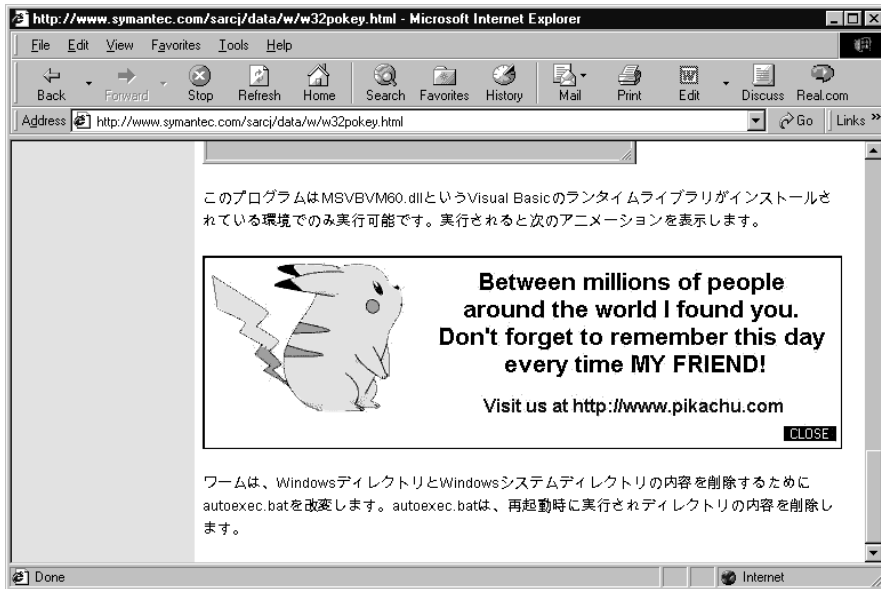 http://www.symantec.com/sarcj/data/w/w32pokey.html - Microsoft Internet Explorer
File Edit View Favorites Tools Help
Back Forward Stop Refresh Home Search Favorites History Mail Print Edit Discuss Real.com
Address http://www.symantec.com/sarcj/data/w/w32pokey.html Go Links »
このプログラムはMSVBVM60.dllというVisual Basicのランタイムライブラリがインストールさ
れている環境でのみ実行可能です。実行されると次のアニメーションを表示します。
Between millions of people
around the world I found you.
Don't forget to remember this day
every time MY FRIEND!
Visit us at http://www.pikachu.com
CLOSE
ワームは、WindowsディレクトリとWindowsシステムディレクトリの内容を削除するために
autoexec.batを改変します。autoexec.batは、再起動時に実行されディレクトリの内容を削除し
ます。
Done Internet